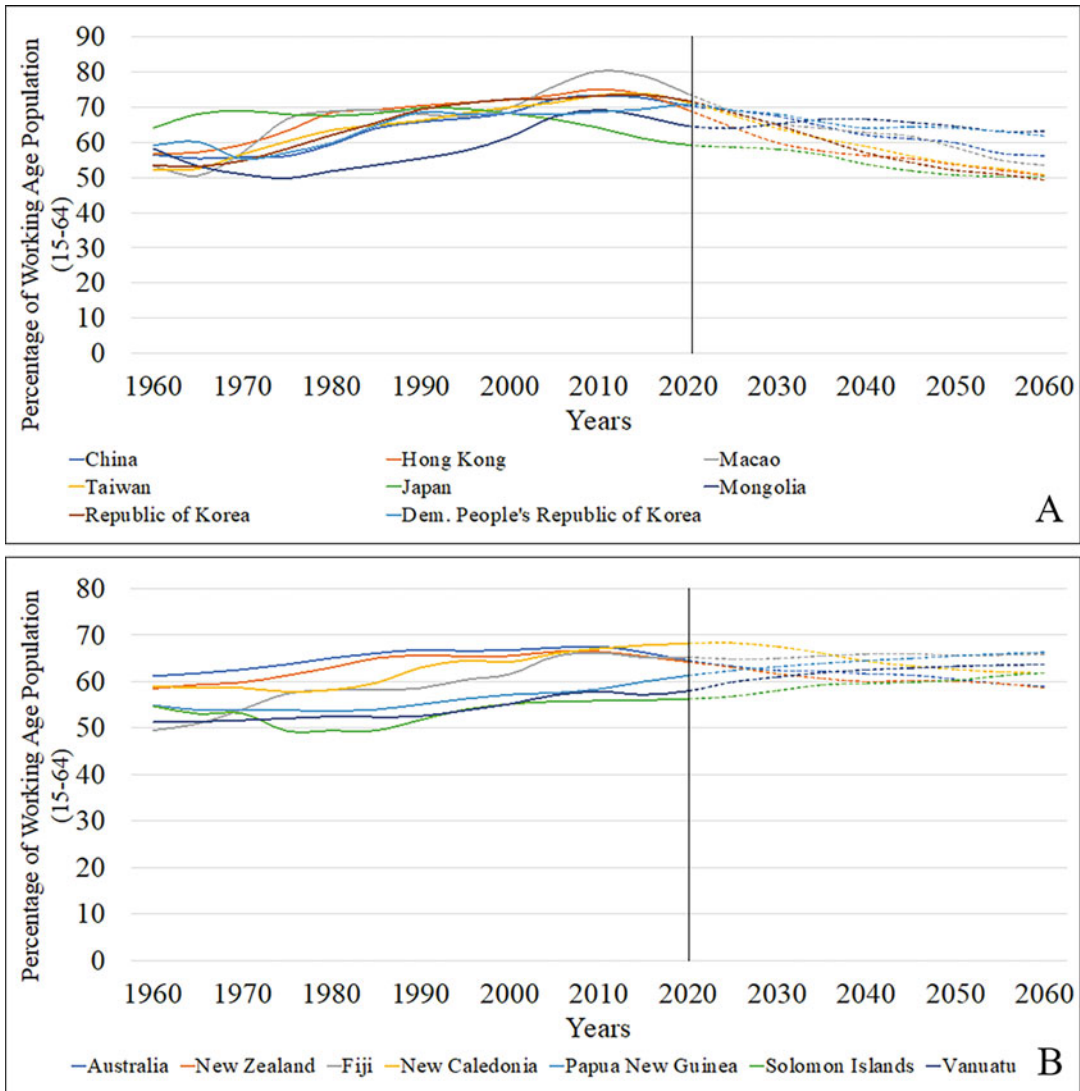 Percentage of Working Age Population
(15-64)
90
80
70
60
50
40
30
20
10
0
1960 1970 1980 1990 2000 2010 2020 2030 2040 2050 2060
Years
China Hong Kong Macao
Taiwan Japan Mongolia
Republic of Korea Dem. People's Republic of Korea
A
Percentage of Working Age Population
(15-64)
80
70
60
50
40
30
20
10
0
1960 1970 1980 1990 2000 2010 2020 2030 2040 2050 2060
Years
Australia New Zealand Fiji New Caledonia Papua New Guinea Solomon Islands Vanuatu
B